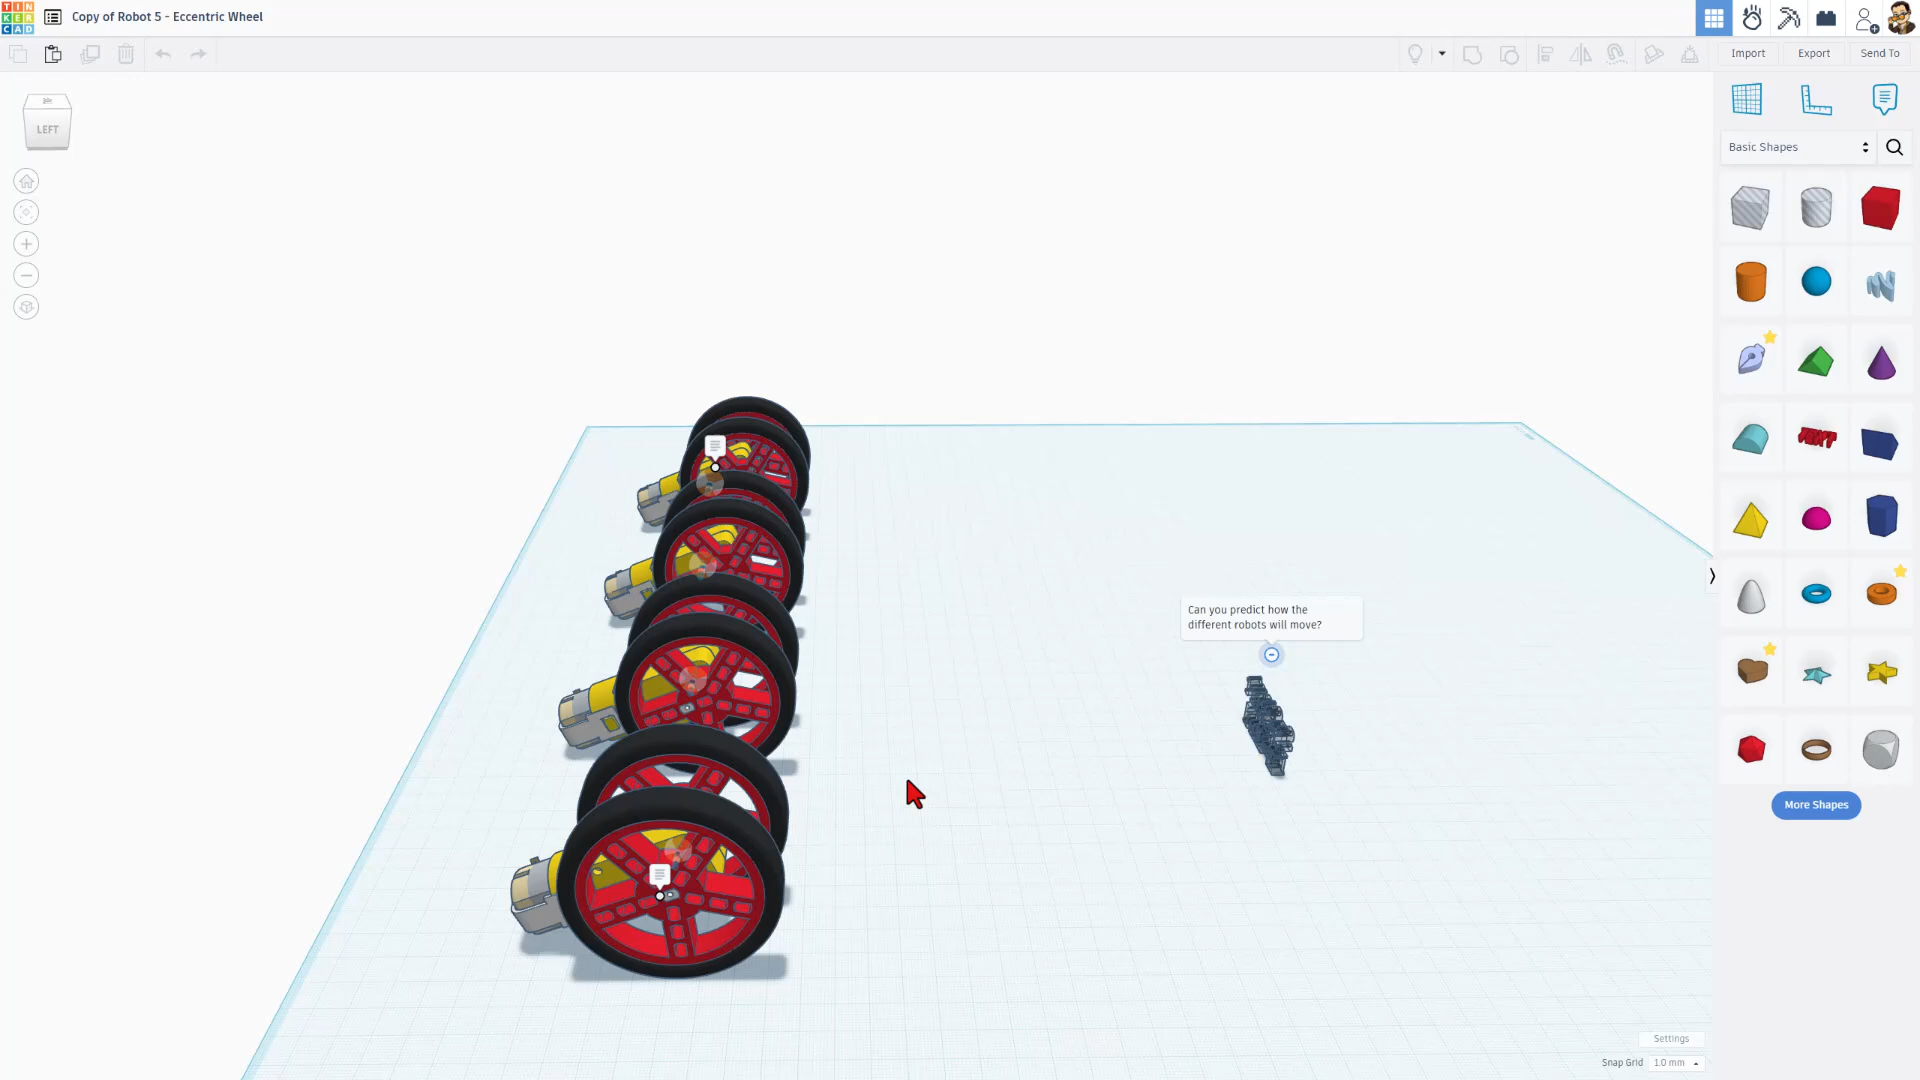 TIN
KER
CAD
Copy of Robot 5 - Eccentric Wheel
Import
Export
Send To
LEFT
Basic Shapes
Can you predict how the
different robots will move?
More Shapes
Settings
Snap Grid
1.0 mm